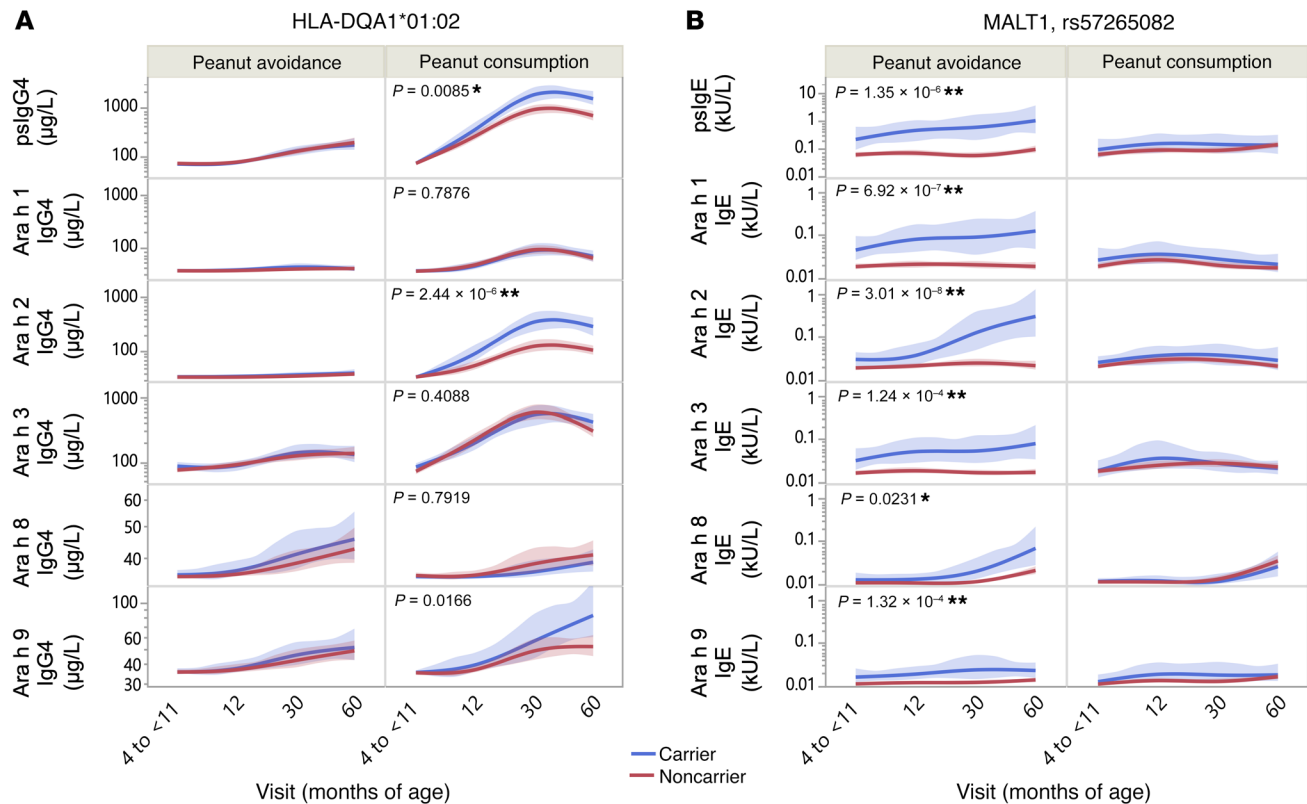 A
HLA-DQA1*01:02
Peanut avoidance
Peanut consumption
psIgG4
(µg/L)
1000
100
P = 0.0085 *
Ara h 1
IgG4
(µg/L)
1000
100
P = 0.7876
Ara h 2
IgG4
(µg/L)
1000
100
P = 2.44 × 10⁻⁶ **
Ara h 3
IgG4
(µg/L)
1000
100
P = 0.4088
Ara h 8
IgG4
(µg/L)
60
50
40
P = 0.7919
Ara h 9
IgG4
(µg/L)
100
60
40
30
P = 0.0166
4 to <11
12
30
60
4 to <11
12
30
60
Visit (months of age)
B
MALT1, rs57265082
Peanut avoidance
Peanut consumption
psIgE
(kU/L)
10
1
0.1
0.01
P = 1.35 × 10⁻⁶ **
Ara h 1
IgE
(kU/L)
1
0.1
0.01
P = 6.92 × 10⁻⁷ **
Ara h 2
IgE
(kU/L)
1
0.1
0.01
P = 3.01 × 10⁻⁸ **
Ara h 3
IgE
(kU/L)
1
0.1
0.01
P = 1.24 × 10⁻⁴ **
Ara h 8
IgE
(kU/L)
1
0.1
0.01
P = 0.0231 *
Ara h 9
IgE
(kU/L)
1
0.1
0.01
P = 1.32 × 10⁻⁴ **
4 to <11
12
30
60
4 to <11
12
30
60
Visit (months of age)
Carrier
Noncarrier